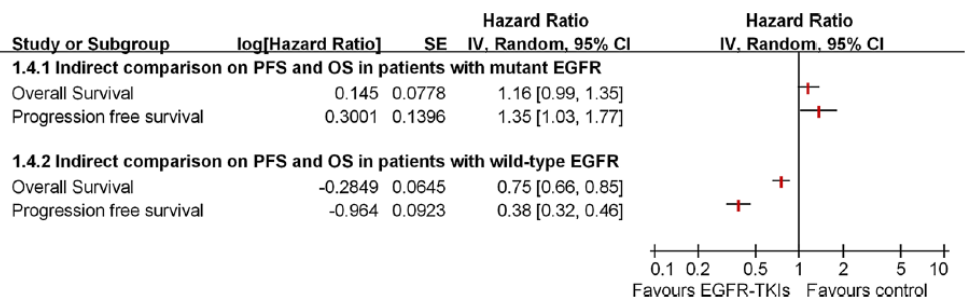 Hazard Ratio Hazard Ratio
Study or Subgroup log[Hazard Ratio] SE IV, Random, 95% CI IV, Random, 95% CI
1.4.1 Indirect comparison on PFS and OS in patients with mutant EGFR
Overall Survival 0.145 0.0778 1.16 [0.99, 1.35]
Progression free survival 0.3001 0.1396 1.35 [1.03, 1.77]
1.4.2 Indirect comparison on PFS and OS in patients with wild-type EGFR
Overall Survival -0.2849 0.0645 0.75 [0.66, 0.85]
Progression free survival -0.964 0.0923 0.38 [0.32, 0.46]
0.1 0.2 0.5 1 2 5 10
Favours EGFR-TKIs Favours control